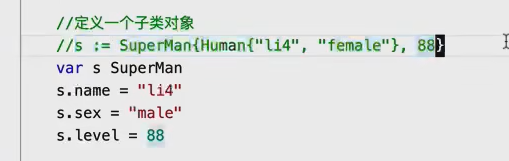 //定义一个子类对象
//s := SuperMan{Human{"li4", "female"}, 88}
var s SuperMan
s.name = "li4"
s.sex = "male"
s.level = 88